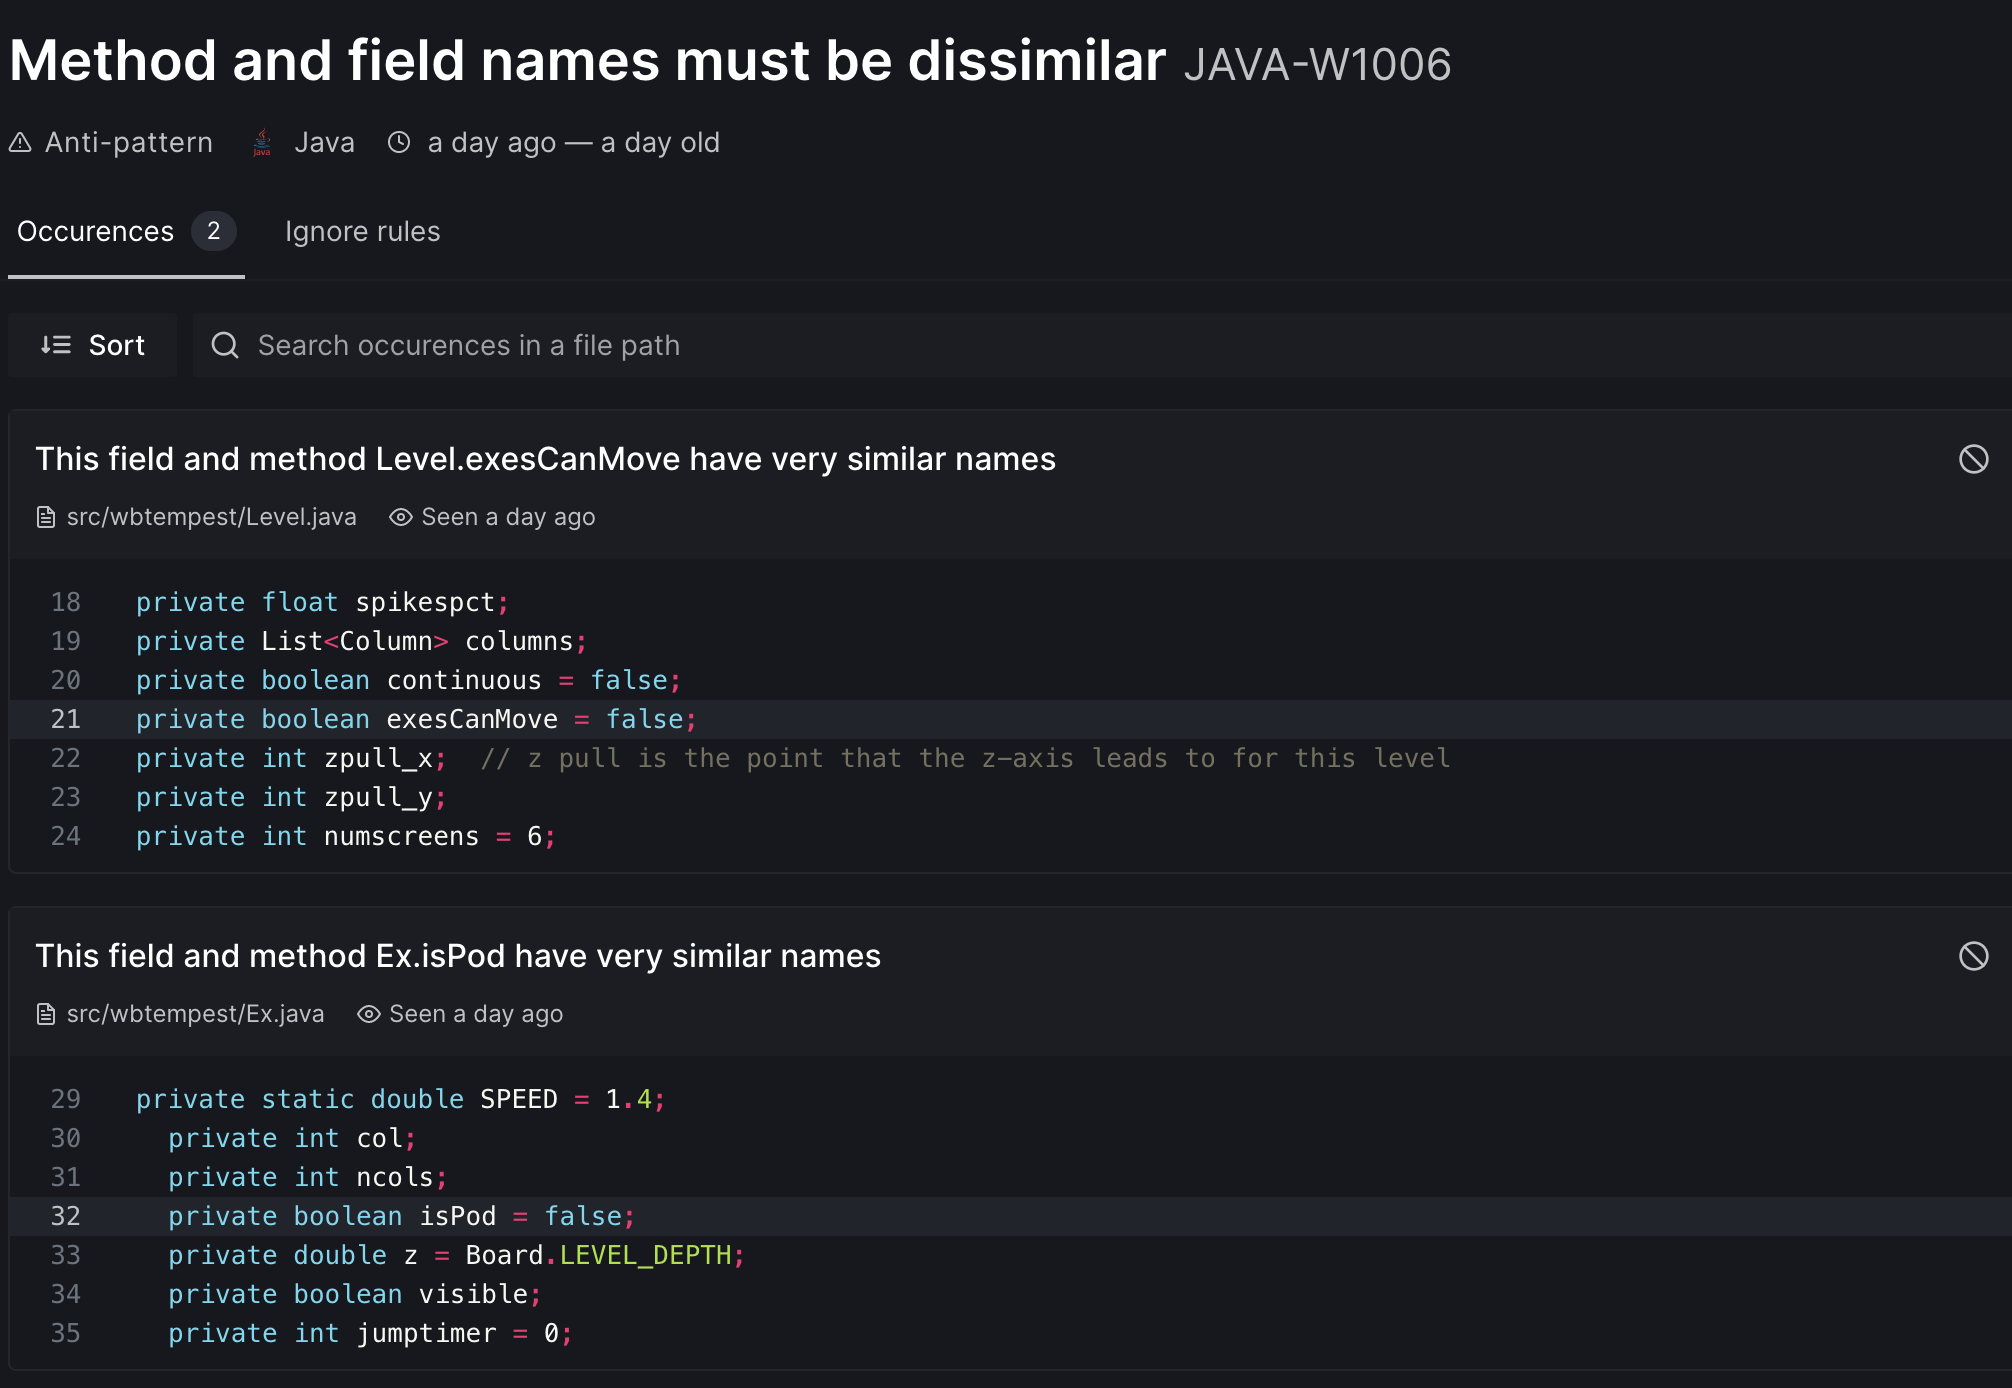 Method and field names must be dissimilar JAVA-W1006
Anti-pattern Java a day ago — a day old
Occurences 2 Ignore rules
Sort Search occurences in a file path
This field and method Level.exesCanMove have very similar names
src/wbtempest/Level.java Seen a day ago
18 private float spikespct;
19 private List<Column> columns;
20 private boolean continuous = false;
21 private boolean exesCanMove = false;
22 private int zpull_x; // z pull is the point that the z-axis leads to for this level
23 private int zpull_y;
24 private int numscreens = 6;
This field and method Ex.isPod have very similar names
src/wbtempest/Ex.java Seen a day ago
29 private static double SPEED = 1.4;
30 private int col;
31 private int ncols;
32 private boolean isPod = false;
33 private double z = Board.LEVEL_DEPTH;
34 private boolean visible;
35 private int jumptimer = 0;